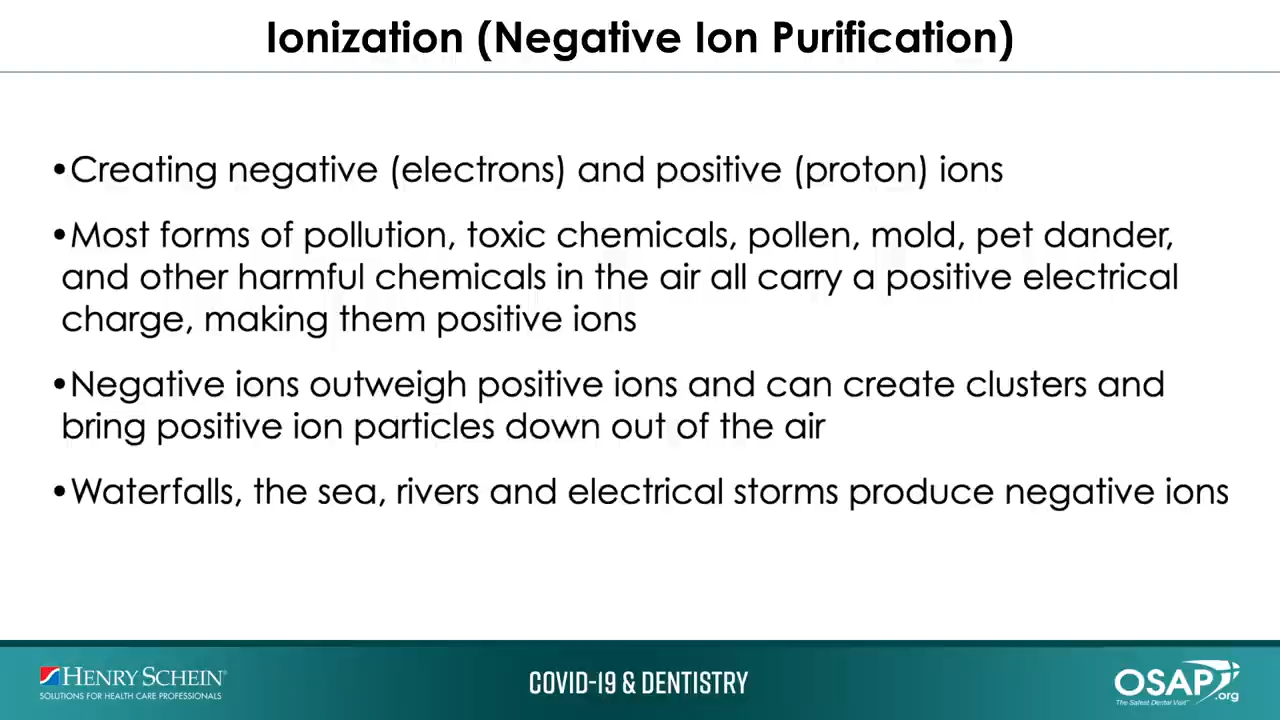 Ionization (Negative Ion Purification)
•Creating negative (electrons) and positive (proton) ions
•Most forms of pollution, toxic chemicals, pollen, mold, pet dander,
and other harmful chemicals in the air all carry a positive electrical
charge, making them positive ions
•Negative ions outweigh positive ions and can create clusters and
bring positive ion particles down out of the air
•Waterfalls, the sea, rivers and electrical storms produce negative ions
HENRY SCHEIN®
SOLUTIONS FOR HEALTH CARE PROFESSIONALS
COVID-19 & DENTISTRY
OSAP.org
The Safest Dental Visit™